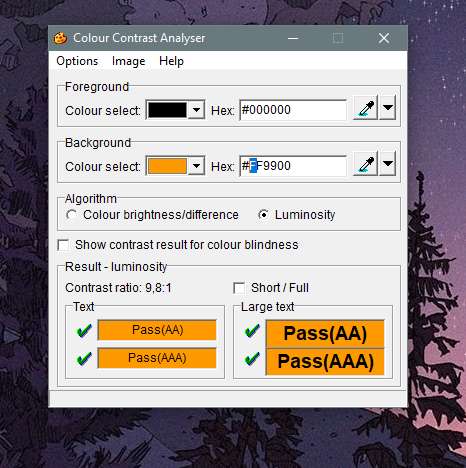 Colour Contrast Analyser
Options Image Help
Foreground
Colour select: Hex: #000000
Background
Colour select: Hex: #FF9900
Algorithm
Colour brightness/difference Luminosity
Show contrast result for colour blindness
Result - luminosity
Contrast ratio: 9,8:1 Short / Full
Text Large text
Pass(AA) Pass(AA)
Pass(AAA) Pass(AAA)